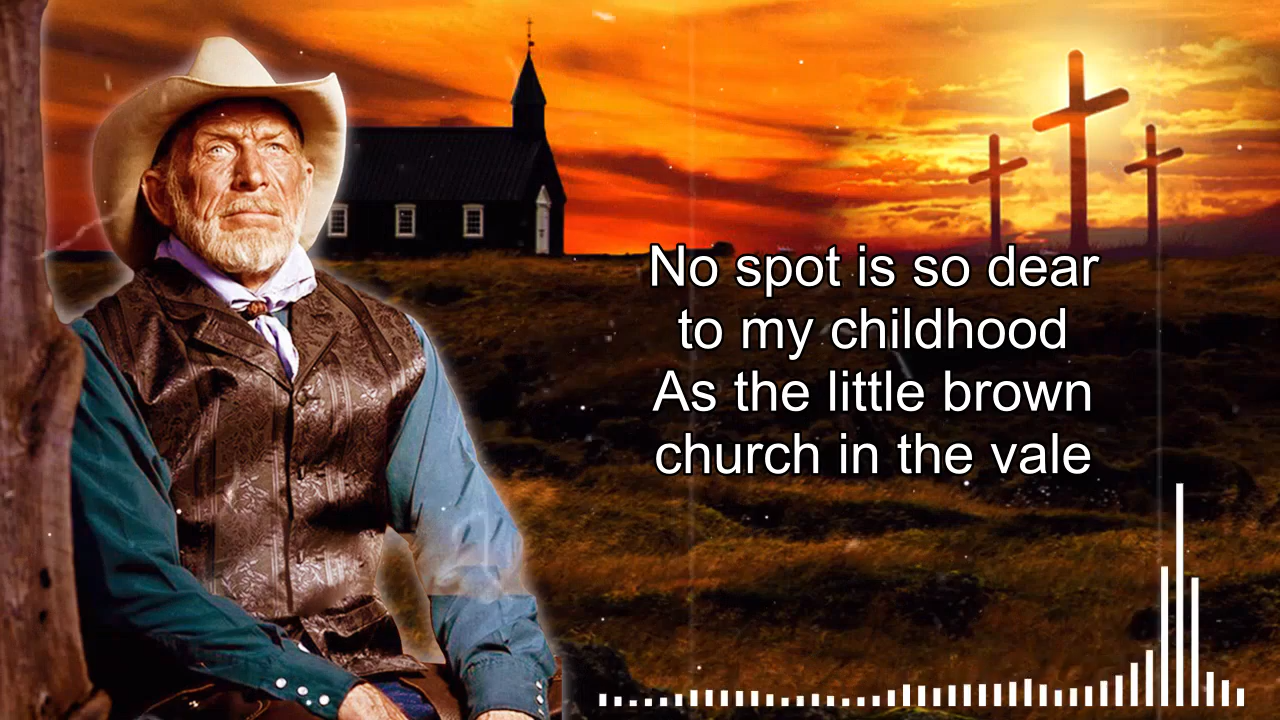 No spot is so dear
to my childhood
As the little brown
church in the vale